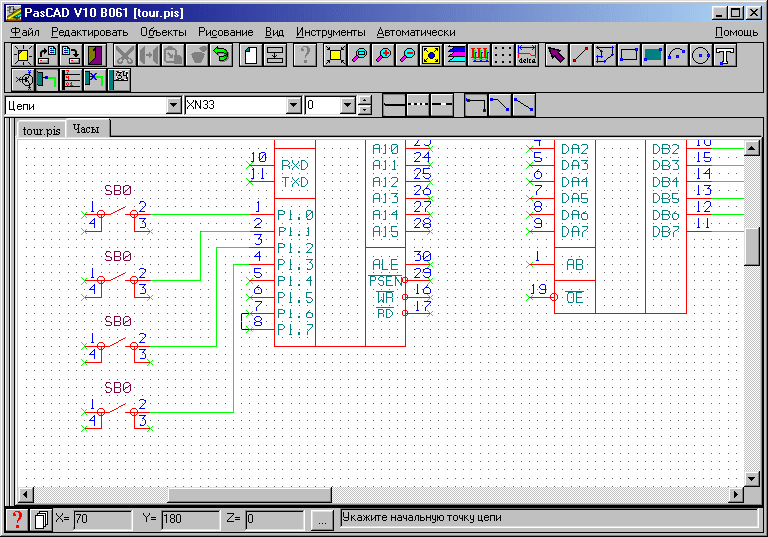 PasCAD V10 B061 [tour.pis]
Файл Редактировать Объекты Рисование Вид Инструменты Автоматически Помощь
delta
Цепи XN33 0
tour.pis Часы
A10 23 4 DA2 DB2 16
10 RXD A11 24 5 DA3 DB3 15
11 TXD A12 25 6 DA4 DB4 14
SB0 A13 26 7 DA5 DB5 13
1 2 1 P1.0 A14 27 8 DA6 DB6 12
4 3 2 P1.1 A15 28 9 DA7 DB7 11
3 P1.2
SB0 4 P1.3 ALE 30 1 AB
1 2 5 P1.4 PSEN 29
4 3 6 P1.5 WR 16 19 OE
7 P1.6 RD 17
SB0 8 P1.7
1 2
4 3
SB0
1 2
4 3
X= 70 Y= 180 Z= 0 ... Укажите начальную точку цепи